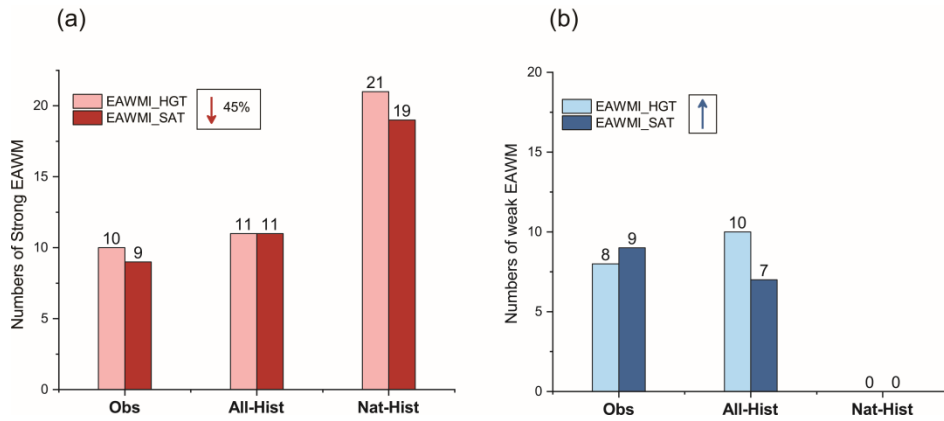 (a)
Numbers of Strong EAWM
20
15
10
5
0
EAWMI_HGT
EAWMI_SAT
45%
10
9
11
11
21
19
Obs
All-Hist
Nat-Hist
(b)
Numbers of weak EAWM
20
15
10
5
0
EAWMI_HGT
EAWMI_SAT
8
9
10
7
0
0
Obs
All-Hist
Nat-Hist